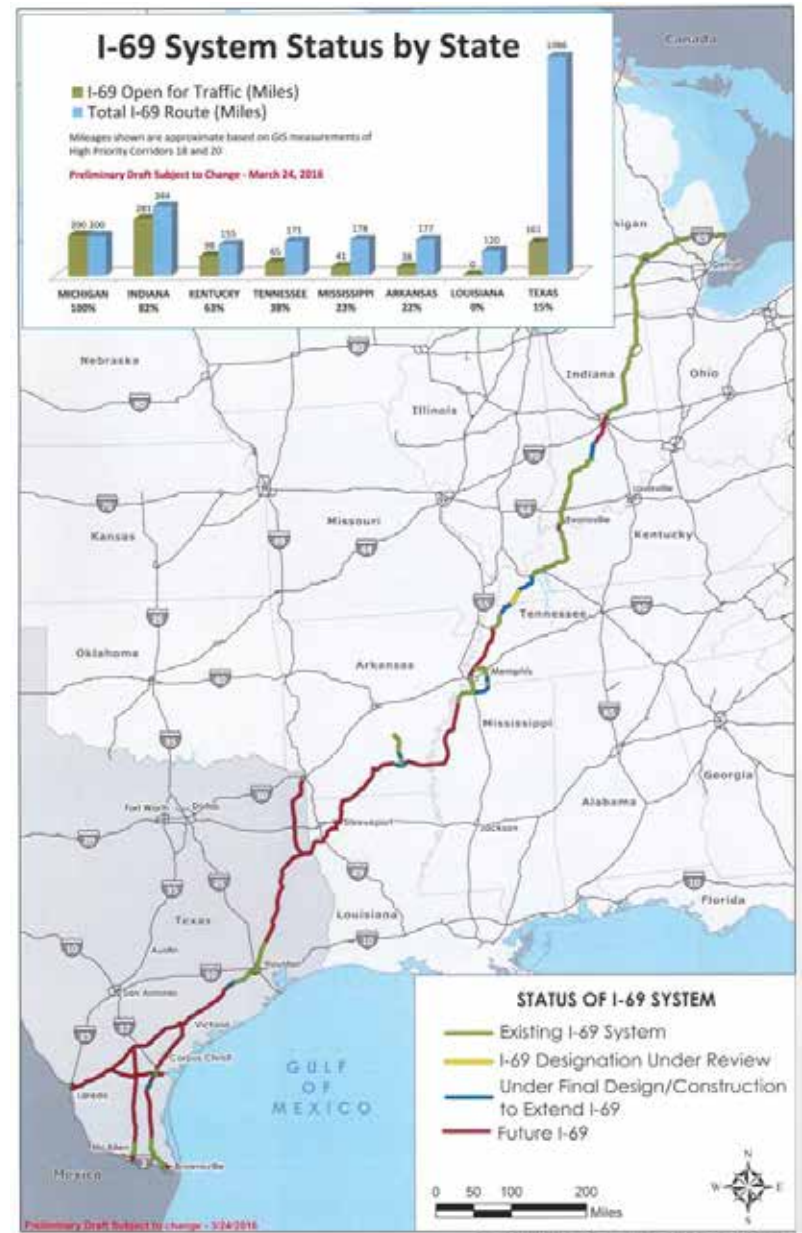 I-69 System Status by State
I-69 Open for Traffic (Miles)
Total I-69 Route (Miles)
Mileages shown are approximate based on GIS measurements of
High Priority Corridors 18 and 20
Preliminary Draft Subject to Change - March 24, 2016
200 200 281 344 98 155 65 171 41 178 38 177 0 120 161 1086
MICHIGAN INDIANA KENTUCKY TENNESSEE MISSISSIPPI ARKANSAS LOUISIANA TEXAS
100% 82% 63% 38% 23% 22% 0% 15%
Canada
higan
Nebraska
Indiana
Ohio
Illinois
Louisville
Kansas
Missouri
Evansville
Kentucky
Tennessee
Oklahoma
Arkansas
Memphis
Mississippi
Georgia
Alabama
Fort Worth
Dallas
Shreveport
Jackson
Florida
Texas
Louisiana
10
Austin
10
10
Houston
San Antonio
Victoria
Corpus Christi
Laredo
GULF
OF
MEXICO
McAllen
Brownsville
Mexico
STATUS OF I-69 SYSTEM
Existing I-69 System
I-69 Designation Under Review
Under Final Design/Construction
to Extend I-69
Future I-69
N
W E
S
0 50 100 200
Miles
Preliminary Draft Subject to change - 3/24/2016